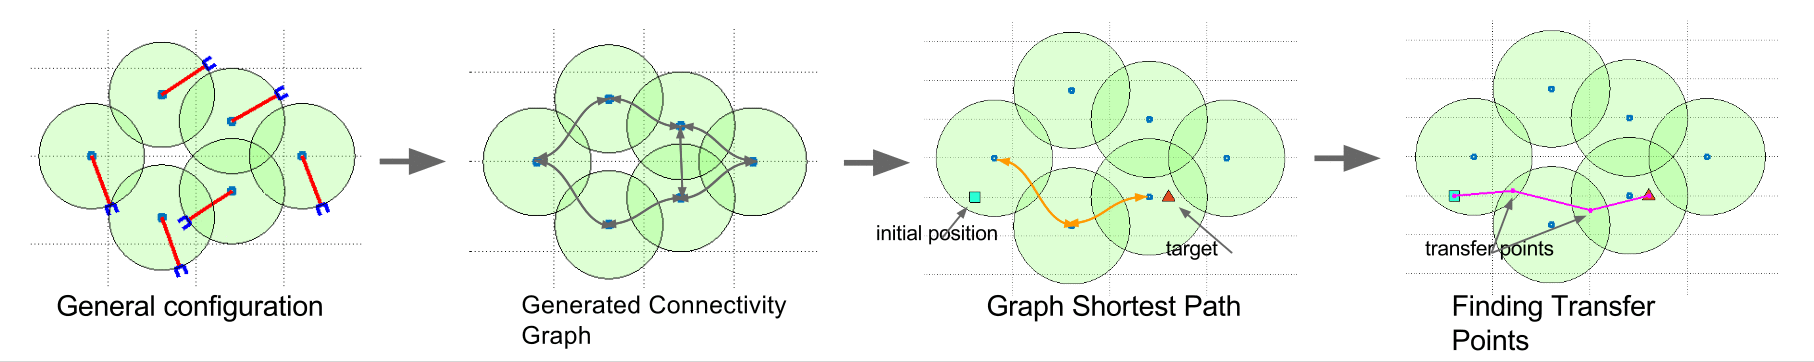 initial position
target
transfer points
General configuration
Generated Connectivity
Graph
Graph Shortest Path
Finding Transfer
Points